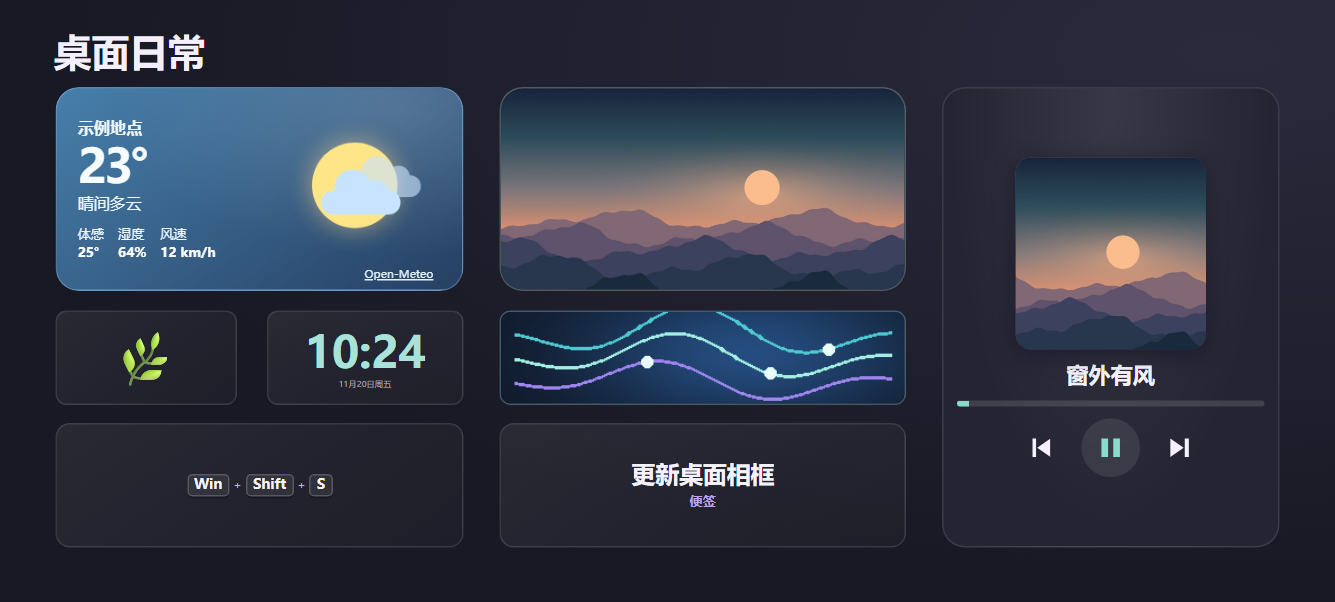 桌面日常
示例地点
23°
晴间多云
体感 湿度 风速
25° 64% 12 km/h
Open-Meteo
10:24
11月20日周五
Win + Shift + S
更新桌面相框
便签
窗外有风